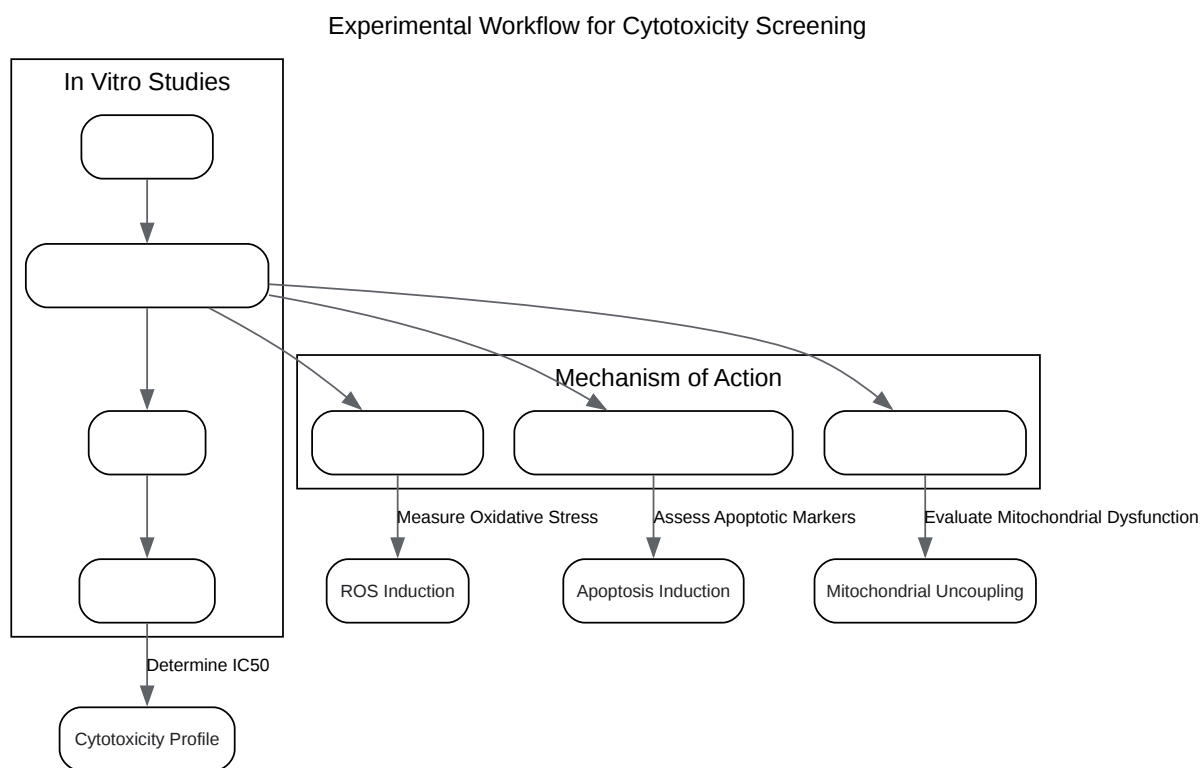 Experimental Workflow for Cytotoxicity Screening
In Vitro Studies
Mechanism of Action
Measure Oxidative Stress
Assess Apoptotic Markers
Evaluate Mitochondrial Dysfunction
ROS Induction
Apoptosis Induction
Mitochondrial Uncoupling
Determine IC50
Cytotoxicity Profile